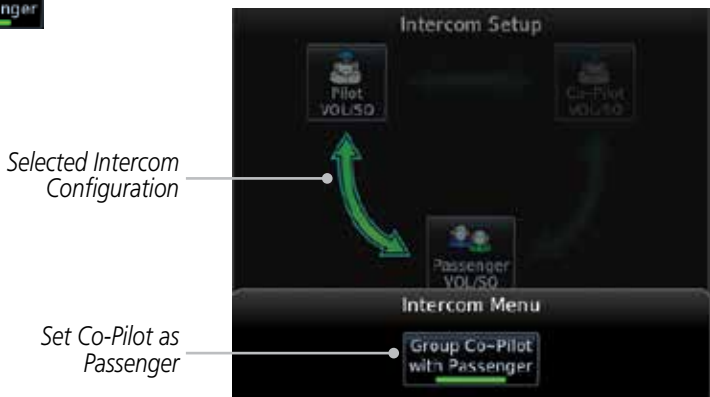 nger
Intercom Setup
Pilot
VOL/SQ
Co-Pilot
VOL/SQ
Selected Intercom
Configuration
Passenger
VOL/SQ
Intercom Menu
Set Co-Pilot as
Passenger
Group Co-Pilot
with Passenger